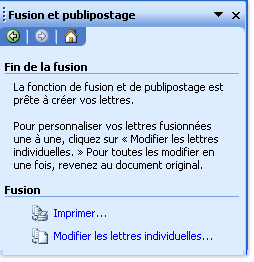 Fusion et publipostage
Fin de la fusion
La fonction de fusion et de publipostage est
prête à créer vos lettres.
Pour personnaliser vos lettres fusionnées
une à une, cliquez sur « Modifier les lettres
individuelles. » Pour toutes les modifier en
une fois, revenez au document original.
Fusion
Imprimer...
Modifier les lettres individuelles...